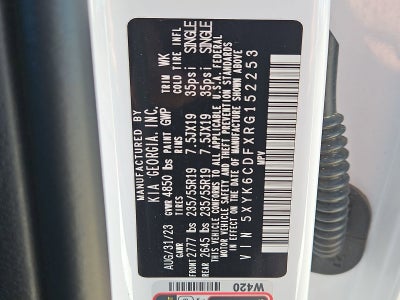 MANUFACTURED BY
KIA GEORGIA, INC.
AUG/31/23 GVWR 4850 lbs PAINT GWP TRIM WK
GAWR TIRES RIMS COLD TIRE INFL
FRONT 2777 lbs 235/55R19 7.5JX19 35psi SINGLE
REAR 2645 lbs 235/55R19 7.5JX19 35psi SINGLE
THIS VEHICLE CONFORMS TO ALL APPLICABLE U.S.A. FEDERAL
MOTOR VEHICLE SAFETY AND THEFT PREVENTION STANDARDS
IN EFFECT ON THE DATE OF MANUFACTURE SHOWN ABOVE
VIN 5XYK6CDFXRG152253
MPV
W420